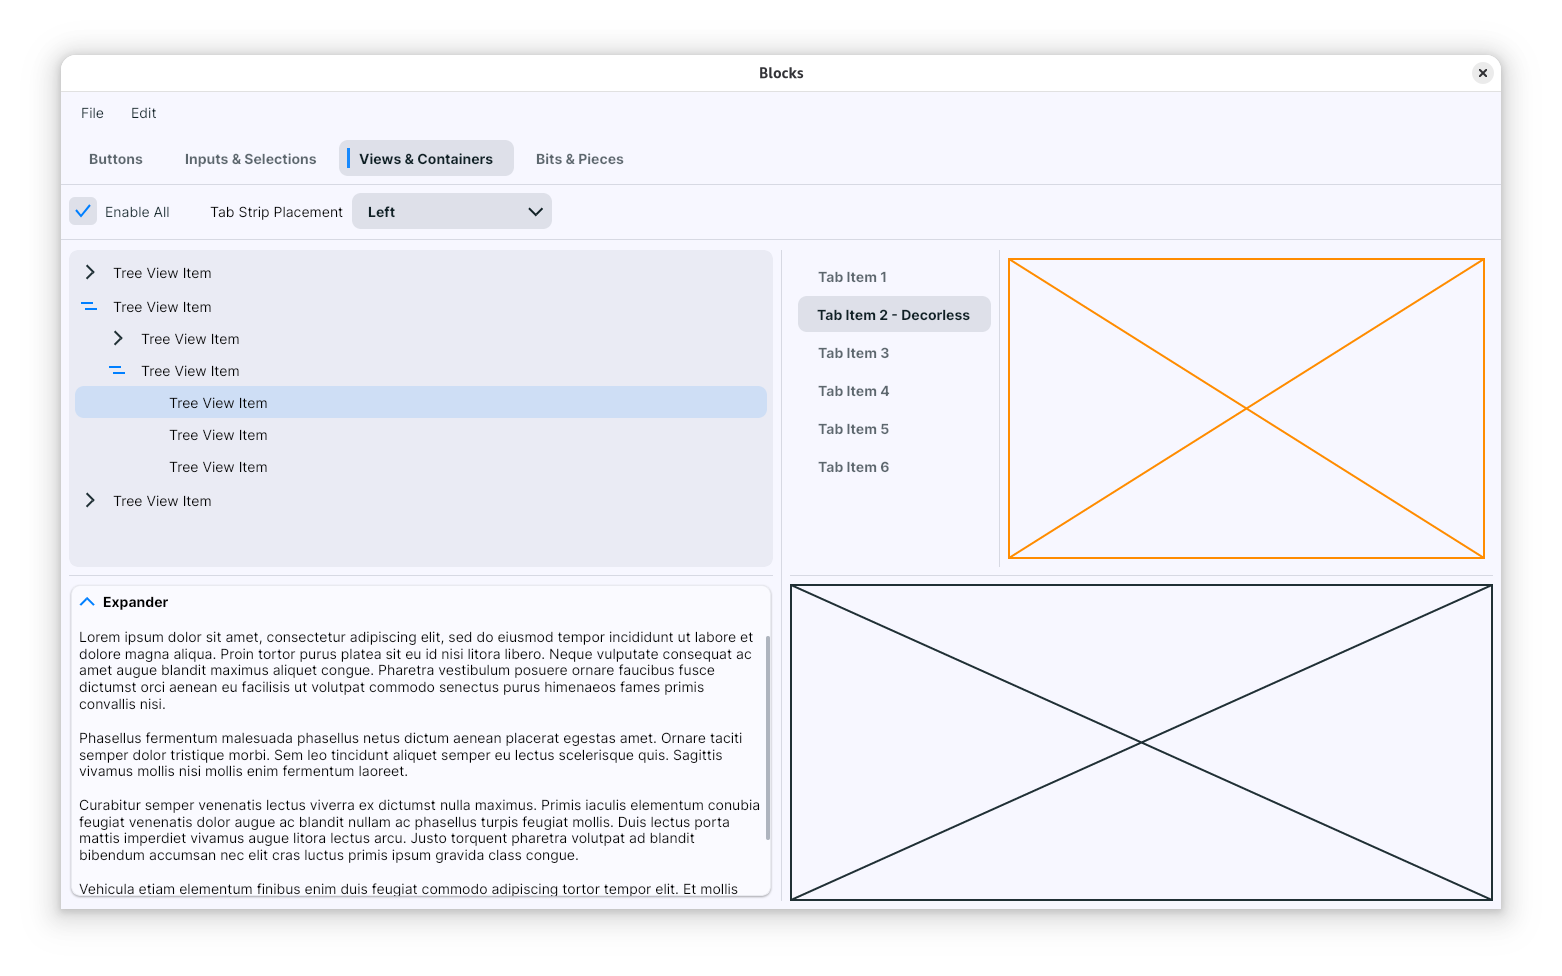 Blocks
File Edit
Buttons Inputs & Selections Views & Containers Bits & Pieces
Enable All Tab Strip Placement Left
Tree View Item
Tree View Item
Tree View Item
Tree View Item
Tree View Item
Tree View Item
Tree View Item
Tree View Item
Tab Item 1
Tab Item 2 - Decorless
Tab Item 3
Tab Item 4
Tab Item 5
Tab Item 6
Expander
Lorem ipsum dolor sit amet, consectetur adipiscing elit, sed do eiusmod tempor incididunt ut labore et
dolore magna aliqua. Proin tortor purus platea sit eu id nisi litora libero. Neque vulputate consequat ac
amet augue blandit maximus aliquet congue. Pharetra vestibulum posuere ornare faucibus fusce
dictumst orci aenean eu facilisis ut volutpat commodo senectus purus himenaeos fames primis
convallis nisi.
Phasellus fermentum malesuada phasellus netus dictum aenean placerat egestas amet. Ornare taciti
semper dolor tristique morbi. Sem leo tincidunt aliquet semper eu lectus scelerisque quis. Sagittis
vivamus mollis nisi mollis enim fermentum laoreet.
Curabitur semper venenatis lectus viverra ex dictumst nulla maximus. Primis iaculis elementum conubia
feugiat venenatis dolor augue ac blandit nullam ac phasellus turpis feugiat mollis. Duis lectus porta
mattis imperdiet vivamus augue litora lectus arcu. Justo torquent pharetra volutpat ad blandit
bibendum accumsan nec elit cras luctus primis ipsum gravida class congue.
Vehicula etiam elementum finibus enim duis feugiat commodo adipiscing tortor tempor elit. Et mollis